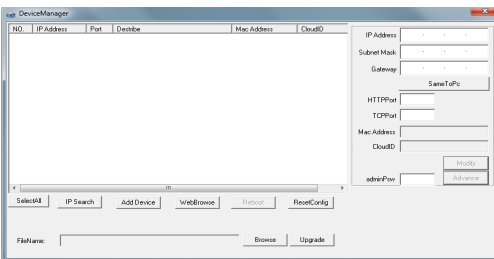 DeviceManager
NO. IP Address Port Destribe Mac Address CloudID
IP Address
Subnet Mask
Gateway
SameToPc
HTTPPort
TCPPort
Mac Address
CloudID
Modify
adminPsw Advance
SelectAll IP Search Add Device WebBrowse Reboot ResetConfig
FileName: Browse Upgrade